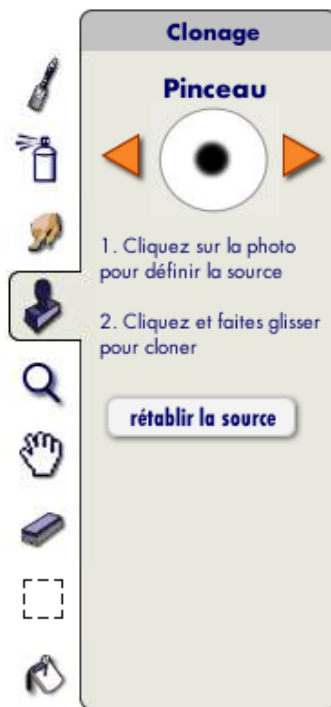 Clonage
Pinceau
1. Cliquez sur la photo
pour définir la source
2. Cliquez et faites glisser
pour cloner
rétablir la source